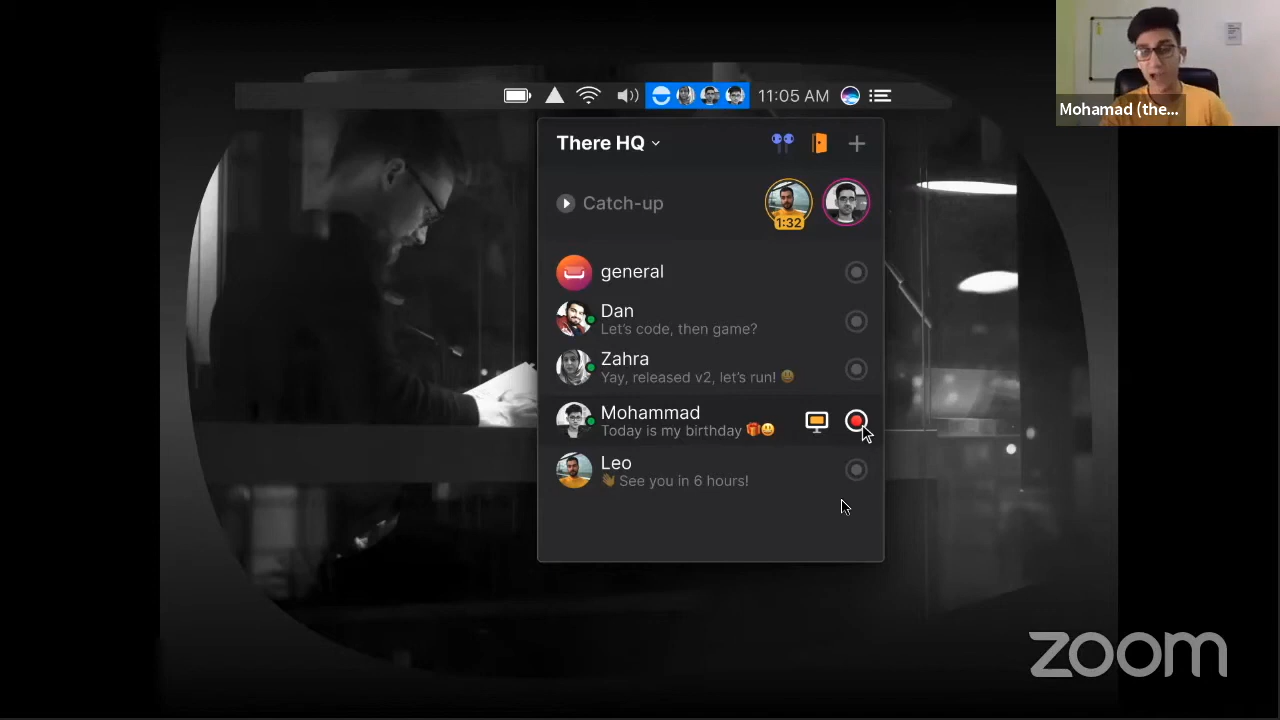 11:05 AM
Mohamad (the...
There HQ
Catch-up
1:32
general
Dan
Let's code, then game?
Zahra
Yay, released v2, let's run! 😃
Mohammad
Today is my birthday 🎁😃
Leo
👋 See you in 6 hours!
zoom